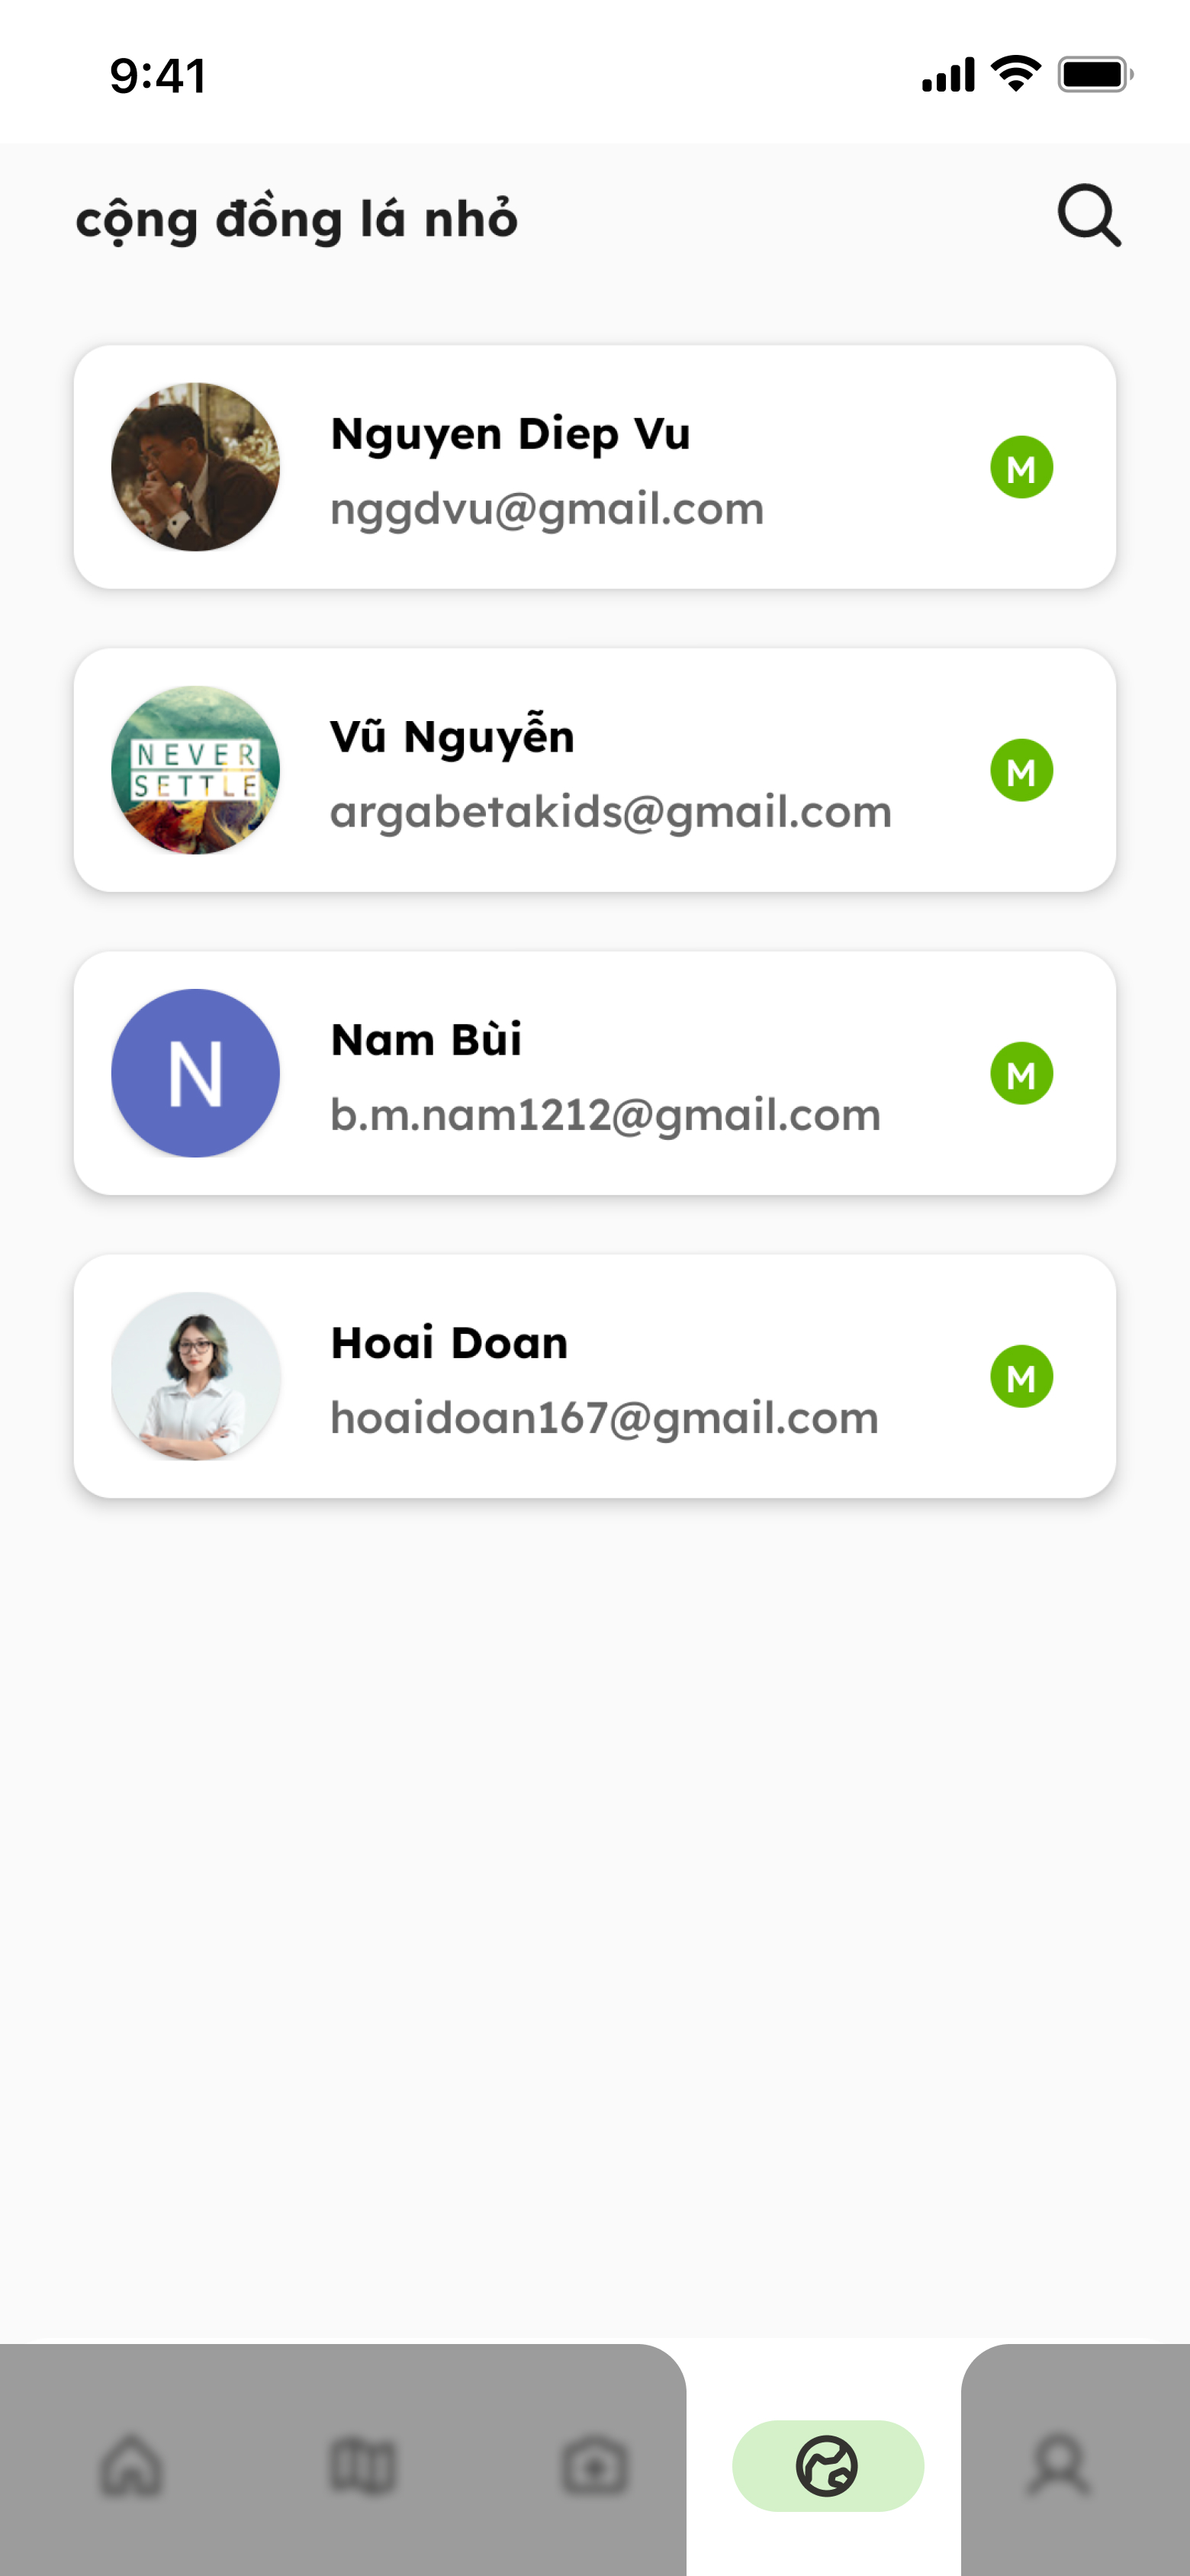 9:41
cộng đồng lá nhỏ
Nguyen Diep Vu
nggdvu@gmail.com
M
NEVER
SETTLE
Vũ Nguyễn
argabetakids@gmail.com
M
N
Nam Bùi
b.m.nam1212@gmail.com
M
Hoai Doan
hoaidoan167@gmail.com
M